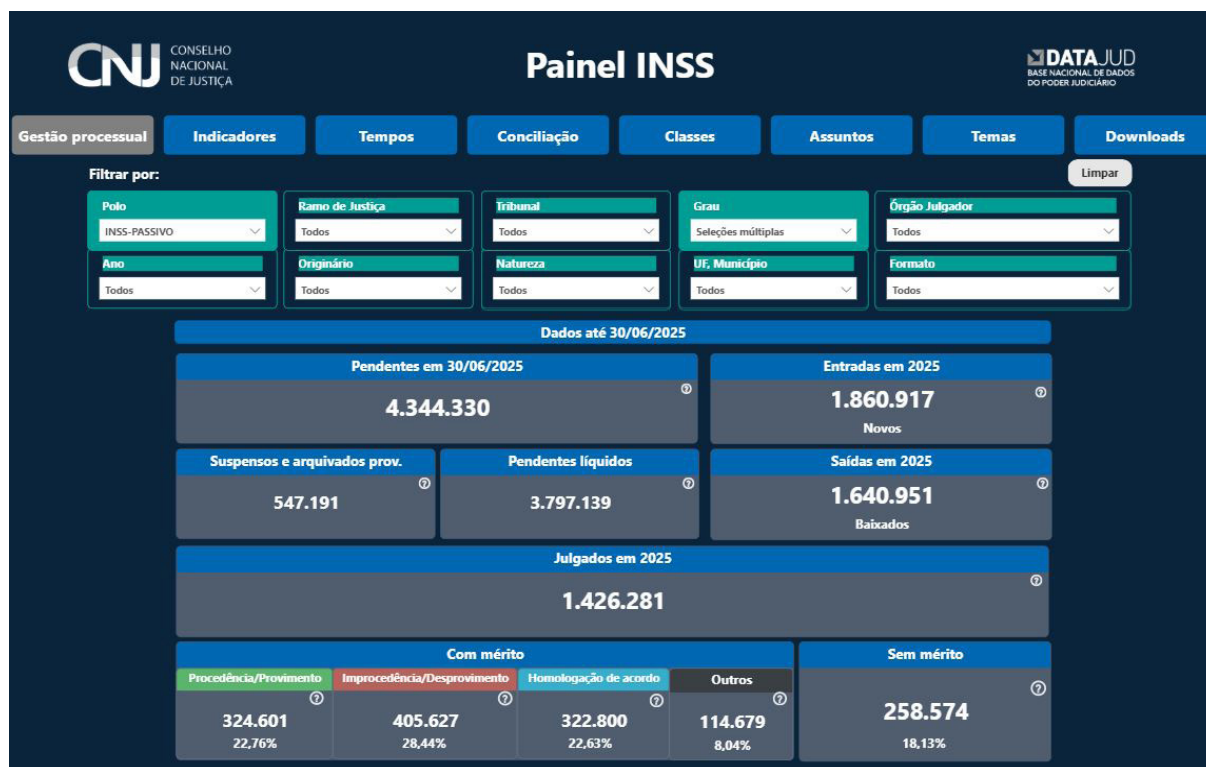 CNJ CONSELHO
NACIONAL
DE JUSTIÇA
Painel INSS
DATAJUD
BASE NACIONAL DE DADOS
DO PODER JUDICIÁRIO
Gestão processual Indicadores Tempos Conciliação Classes Assuntos Temas Downloads
Filtrar por: Limpar
Polo Ramo de Justiça Tribunal Grau Órgão Julgador
INSS-PASSIVO Todos Todos Seleções múltiplas Todos
Ano Originário Natureza UF, Município Formato
Todos Todos Todos Todos Todos
Dados até 30/06/2025
Pendentes em 30/06/2025 Entradas em 2025
4.344.330 1.860.917
Novos
Suspensos e arquivados prov. Pendentes líquidos Saídas em 2025
547.191 3.797.139 1.640.951
Baixados
Julgados em 2025
1.426.281
Com mérito Sem mérito
Procedência/Provimento Improcedência/Desprovimento Homologação de acordo Outros
324.601 405.627 322.800 114.679 258.574
22,76% 28,44% 22,63% 8,04% 18,13%